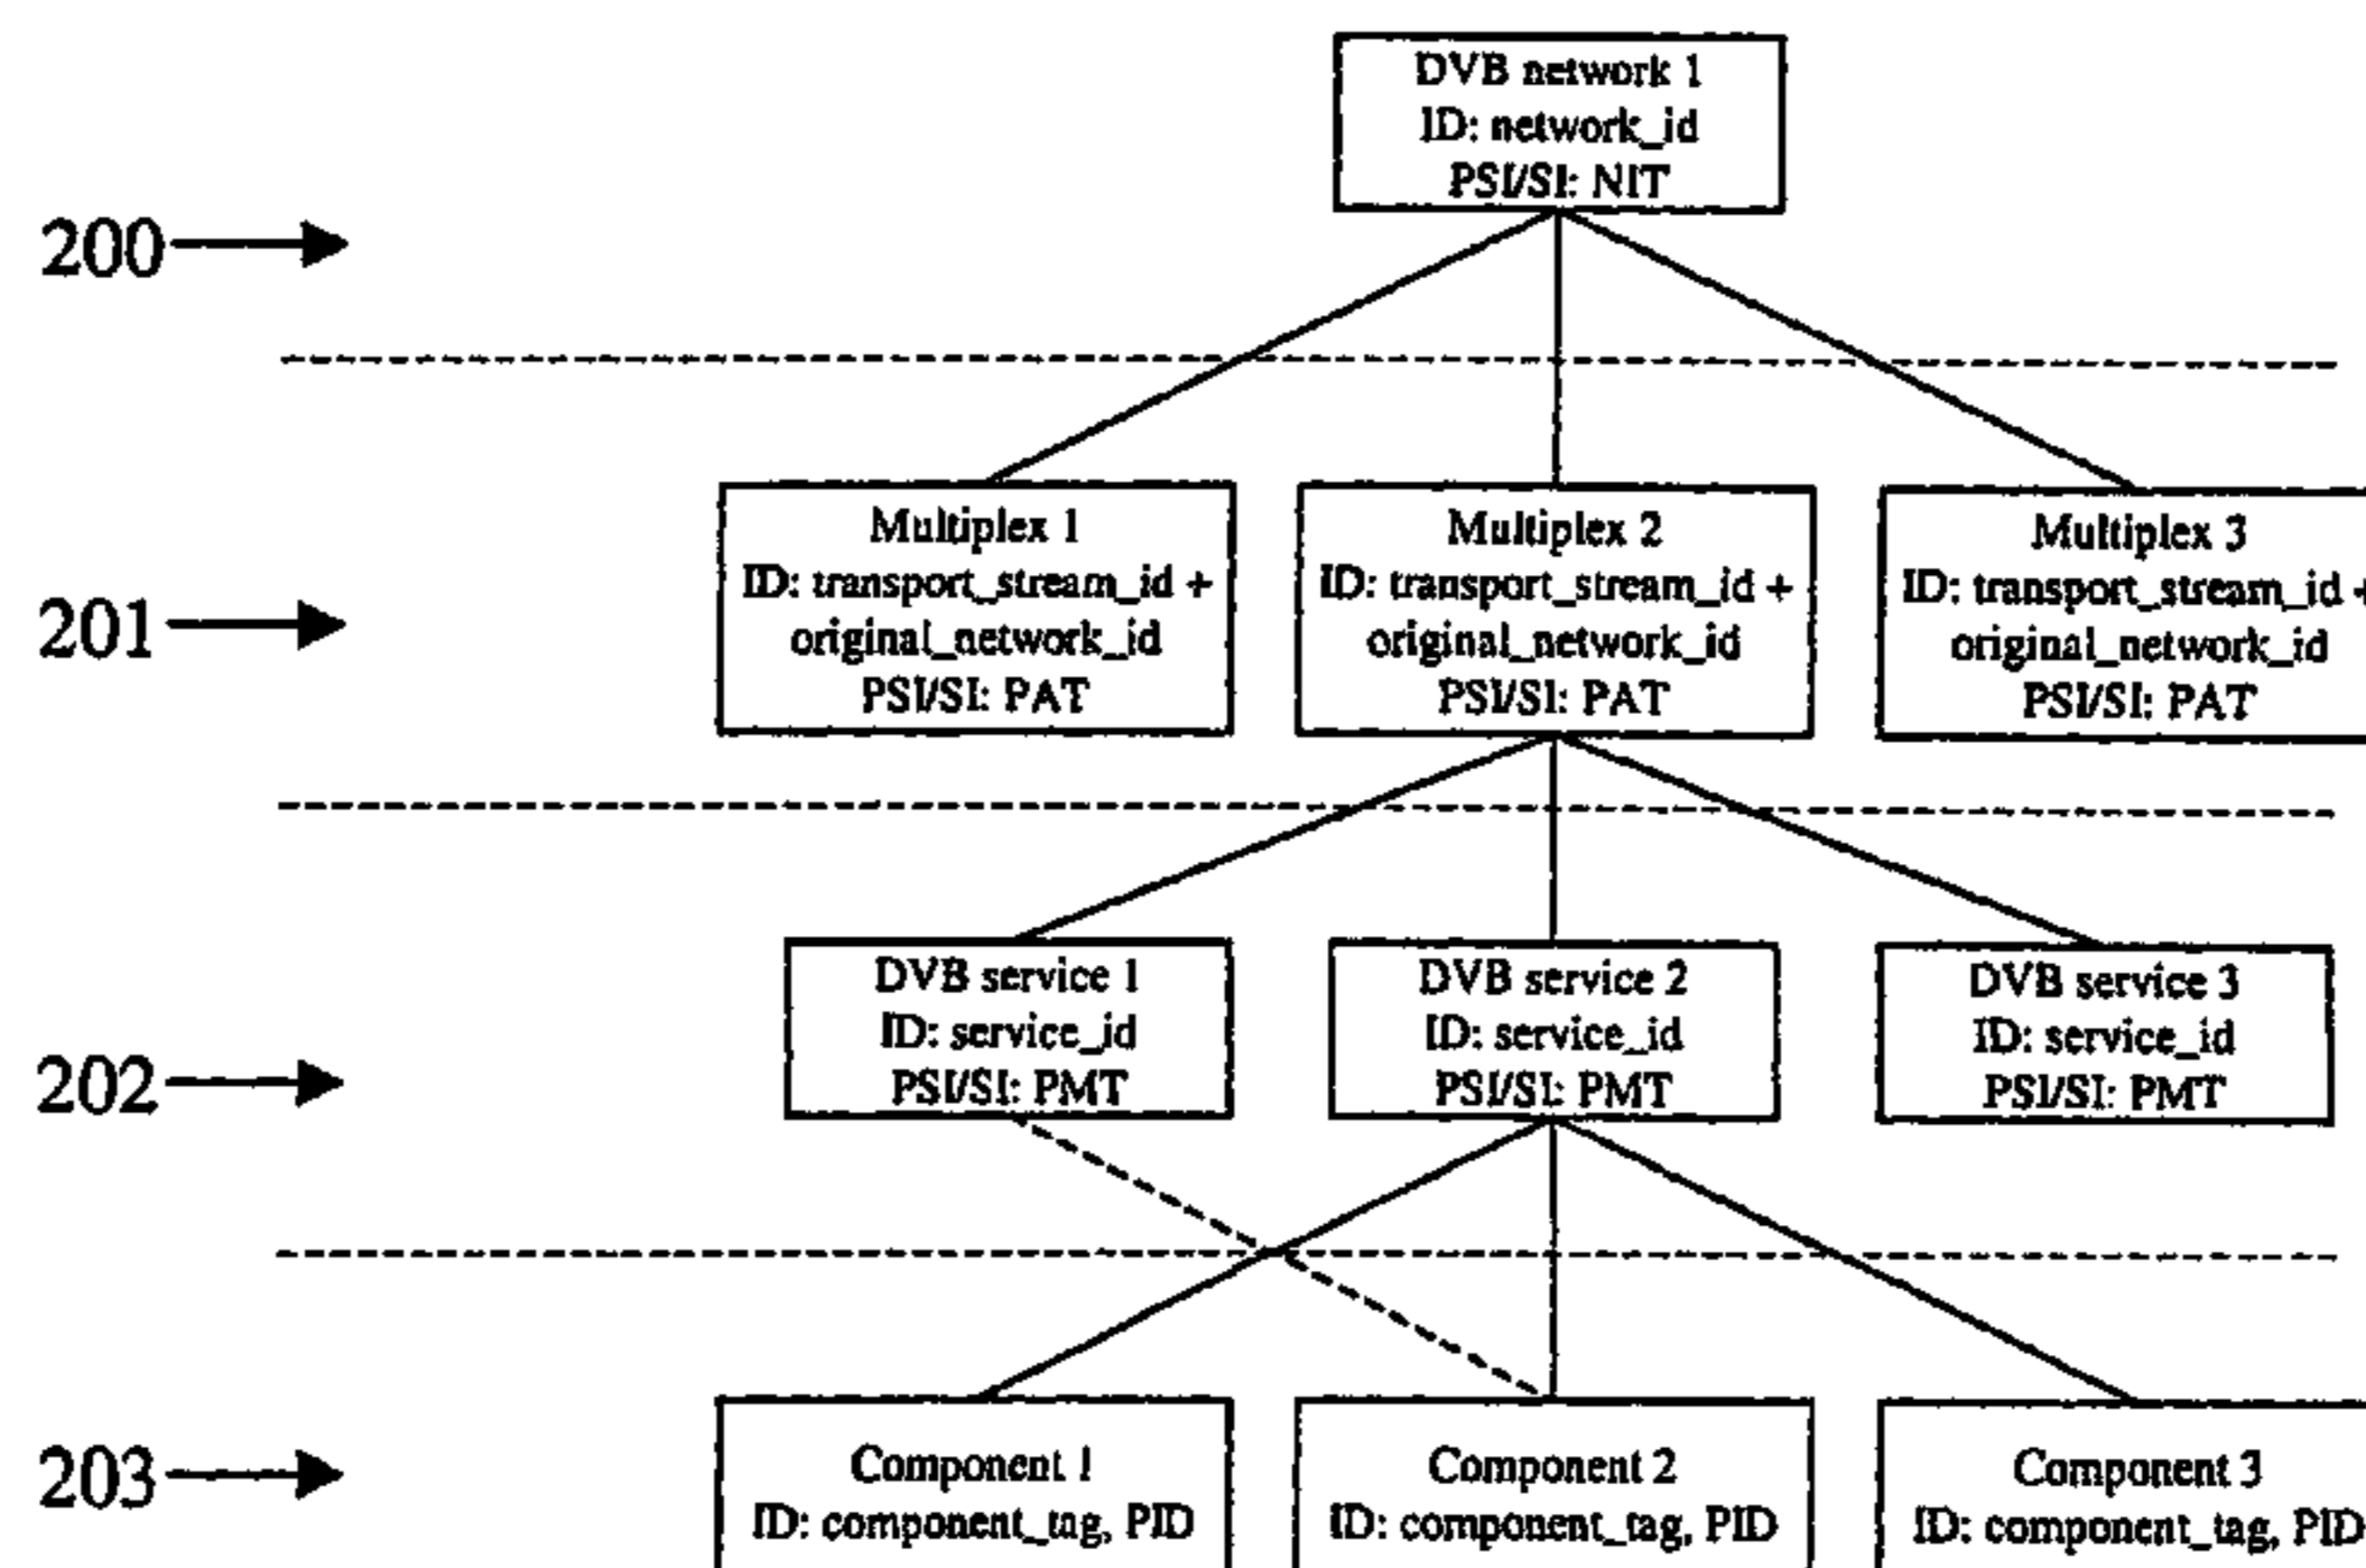 DVB network 1
ID: network_id
PSI/SI: NIT
200
Multiplex 1
ID: transport_stream_id +
original_network_id
PSI/SI: PAT
Multiplex 2
ID: transport_stream_id +
original_network_id
PSI/SI: PAT
Multiplex 3
ID: transport_stream_id +
original_network_id
PSI/SI: PAT
201
DVB service 1
ID: service_id
PSI/SI: PMT
DVB service 2
ID: service_id
PSI/SI: PMT
DVB service 3
ID: service_id
PSI/SI: PMT
202
Component 1
ID: component_tag, PID
Component 2
ID: component_tag, PID
Component 3
ID: component_tag, PID
203